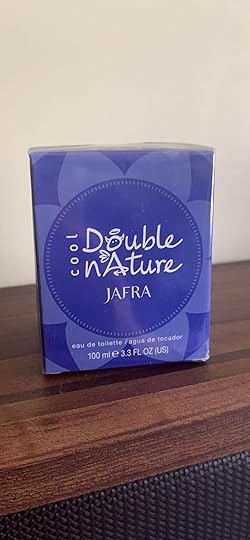 cool
Double
nAture
JAFRA
eau de toilette / agua de tocador
100 ml ℮ 3.3 FL OZ (US)